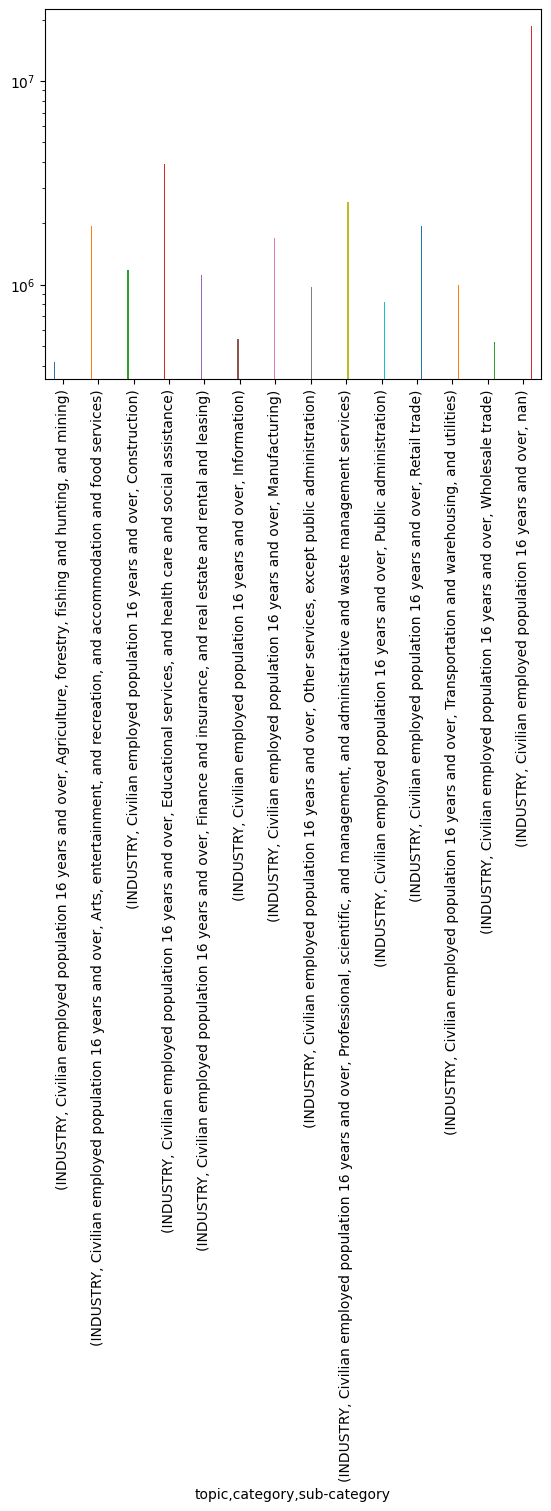 10⁷
10⁶
(INDUSTRY, Civilian employed population 16 years and over, Agriculture, forestry, fishing and hunting, and mining)
(INDUSTRY, Civilian employed population 16 years and over, Arts, entertainment, and recreation, and accommodation and food services)
(INDUSTRY, Civilian employed population 16 years and over, Construction)
(INDUSTRY, Civilian employed population 16 years and over, Educational services, and health care and social assistance)
(INDUSTRY, Civilian employed population 16 years and over, Finance and insurance, and real estate and rental and leasing)
(INDUSTRY, Civilian employed population 16 years and over, Information)
(INDUSTRY, Civilian employed population 16 years and over, Manufacturing)
(INDUSTRY, Civilian employed population 16 years and over, Other services, except public administration)
(INDUSTRY, Civilian employed population 16 years and over, Professional, scientific, and management, and administrative and waste management services)
(INDUSTRY, Civilian employed population 16 years and over, Public administration)
(INDUSTRY, Civilian employed population 16 years and over, Retail trade)
(INDUSTRY, Civilian employed population 16 years and over, Transportation and warehousing, and utilities)
(INDUSTRY, Civilian employed population 16 years and over, Wholesale trade)
(INDUSTRY, Civilian employed population 16 years and over, nan)
topic,category,sub-category